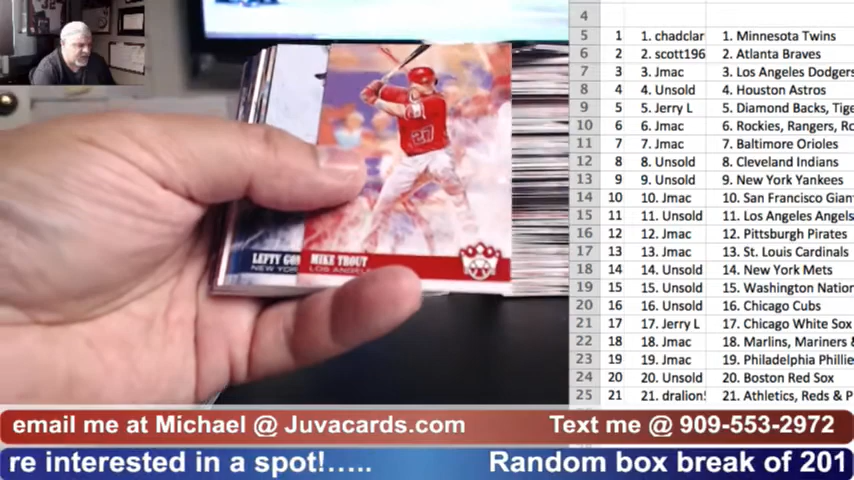 4
5 1 1. chadclar 1. Minnesota Twins
6 2 2. scott196 2. Atlanta Braves
7 3 3. Jmac 3. Los Angeles Dodgers
8 4 4. Unsold 4. Houston Astros
9 5 5. Jerry L 5. Diamond Backs, Tige
10 6 6. Jmac 6. Rockies, Rangers, Ro
11 7 7. Jmac 7. Baltimore Orioles
12 8 8. Unsold 8. Cleveland Indians
13 9 9. Unsold 9. New York Yankees
14 10 10. Jmac 10. San Francisco Giant
15 11 11. Unsold 11. Los Angeles Angels
16 12 12. Jmac 12. Pittsburgh Pirates
17 13 13. Jmac 13. St. Louis Cardinals
18 14 14. Unsold 14. New York Mets
19 15 15. Unsold 15. Washington Nation
20 16 16. Unsold 16. Chicago Cubs
21 17 17. Jerry L 17. Chicago White Sox
22 18 18. Jmac 18. Marlins, Mariners &
23 19 19. Jmac 19. Philadelphia Phillie
24 20 20. Unsold 20. Boston Red Sox
25 21 21. dralion! 21. Athletics, Reds & P
27
LEFTY GO
NEW YOR
MIKE TROUT
LOS ANGEL
email me at Michael @ Juvacards.com Text me @ 909-553-2972
re interested in a spot!..... Random box break of 201